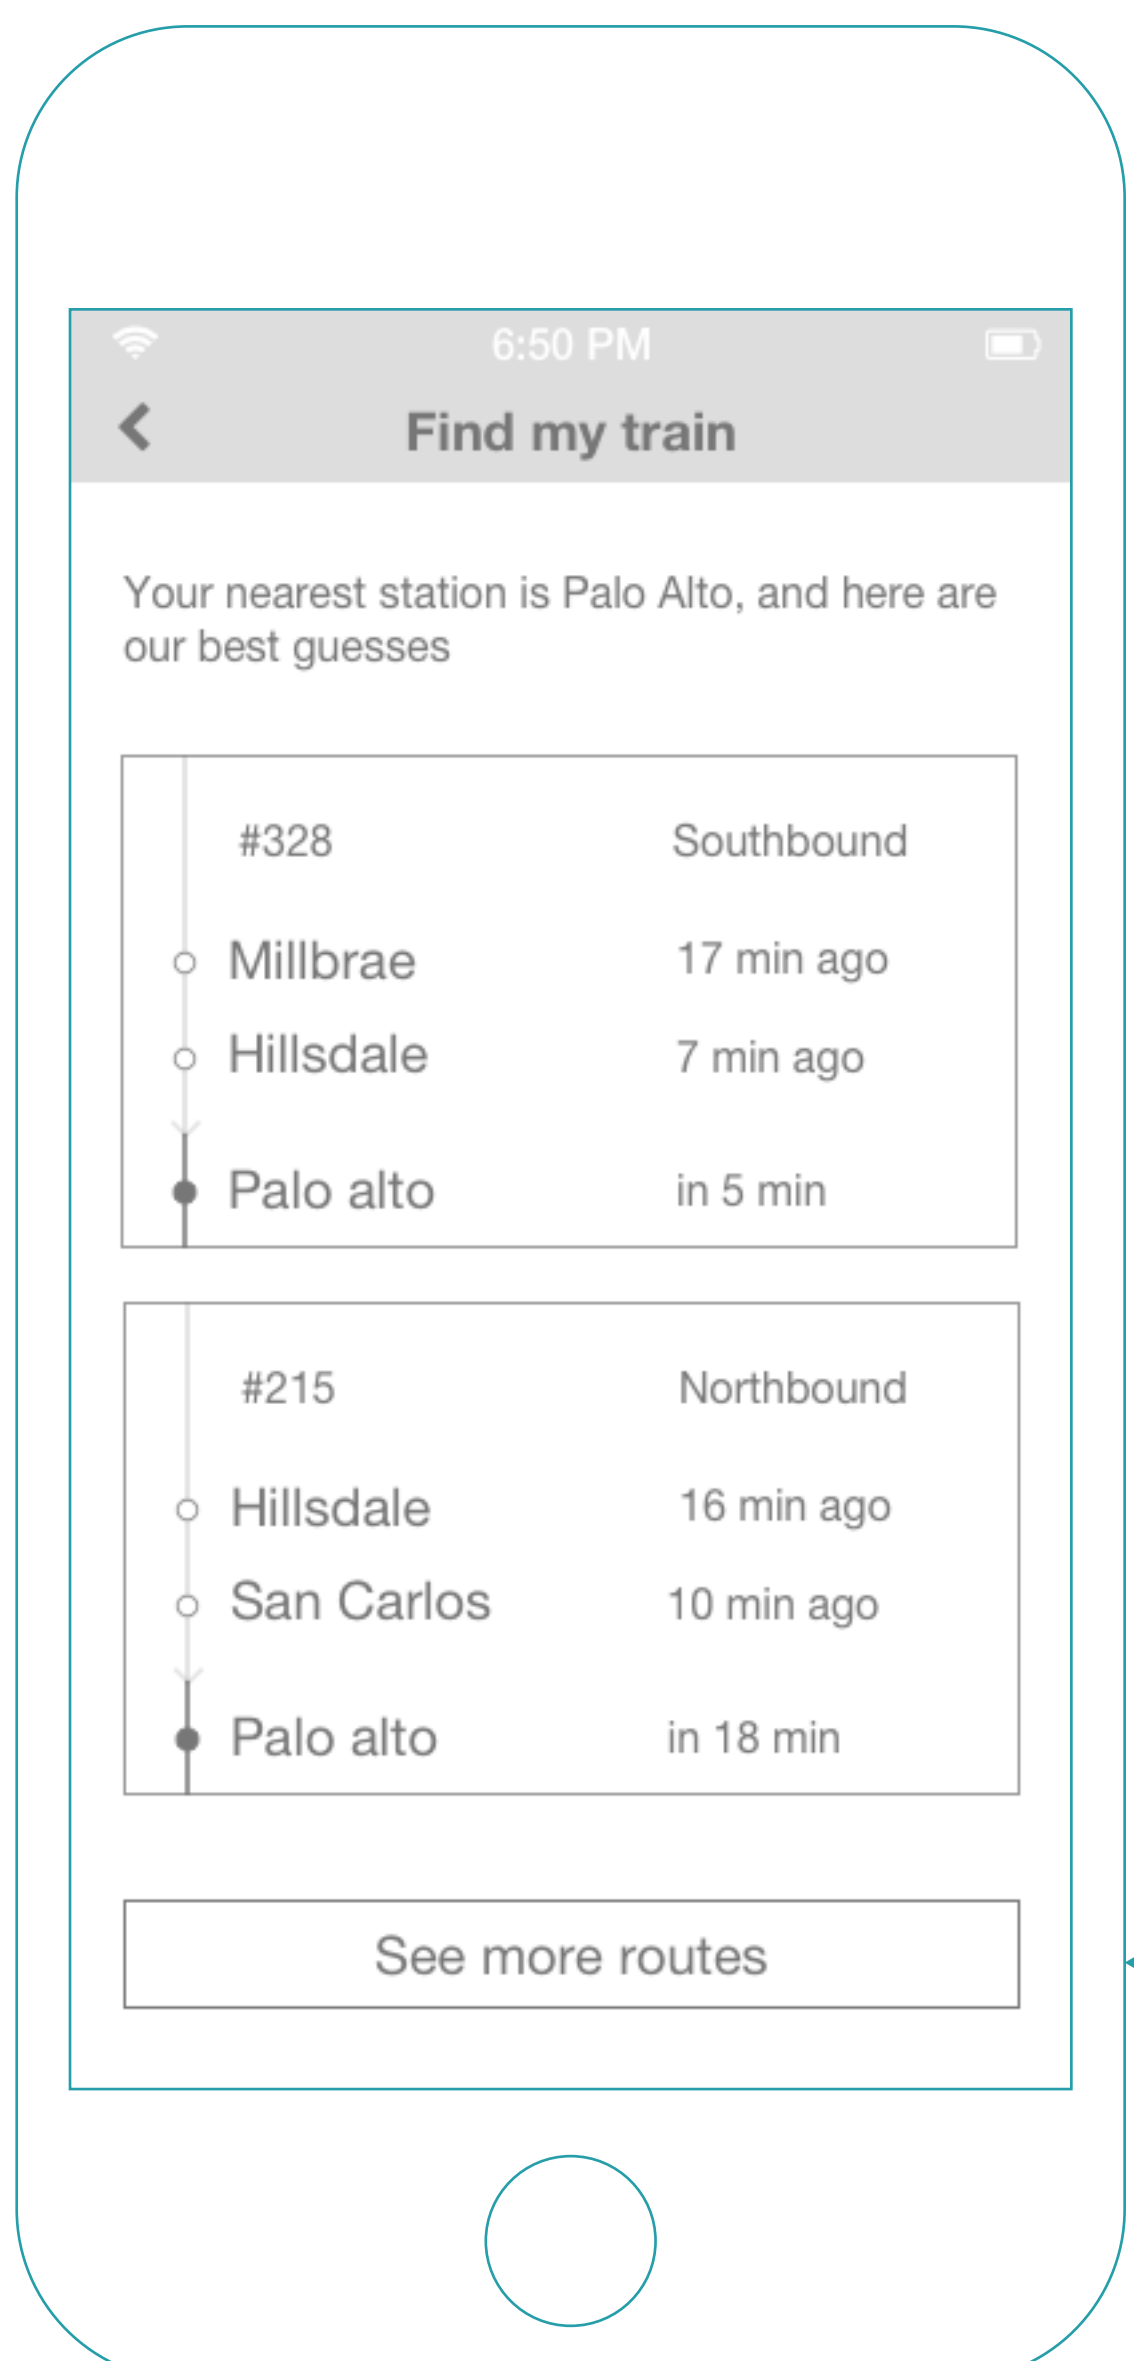 6:50 PM
Find my train
Your nearest station is Palo Alto, and here are
our best guesses
#328 Southbound
Millbrae 17 min ago
Hillsdale 7 min ago
Palo alto in 5 min
#215 Northbound
Hillsdale 16 min ago
San Carlos 10 min ago
Palo alto in 18 min
See more routes